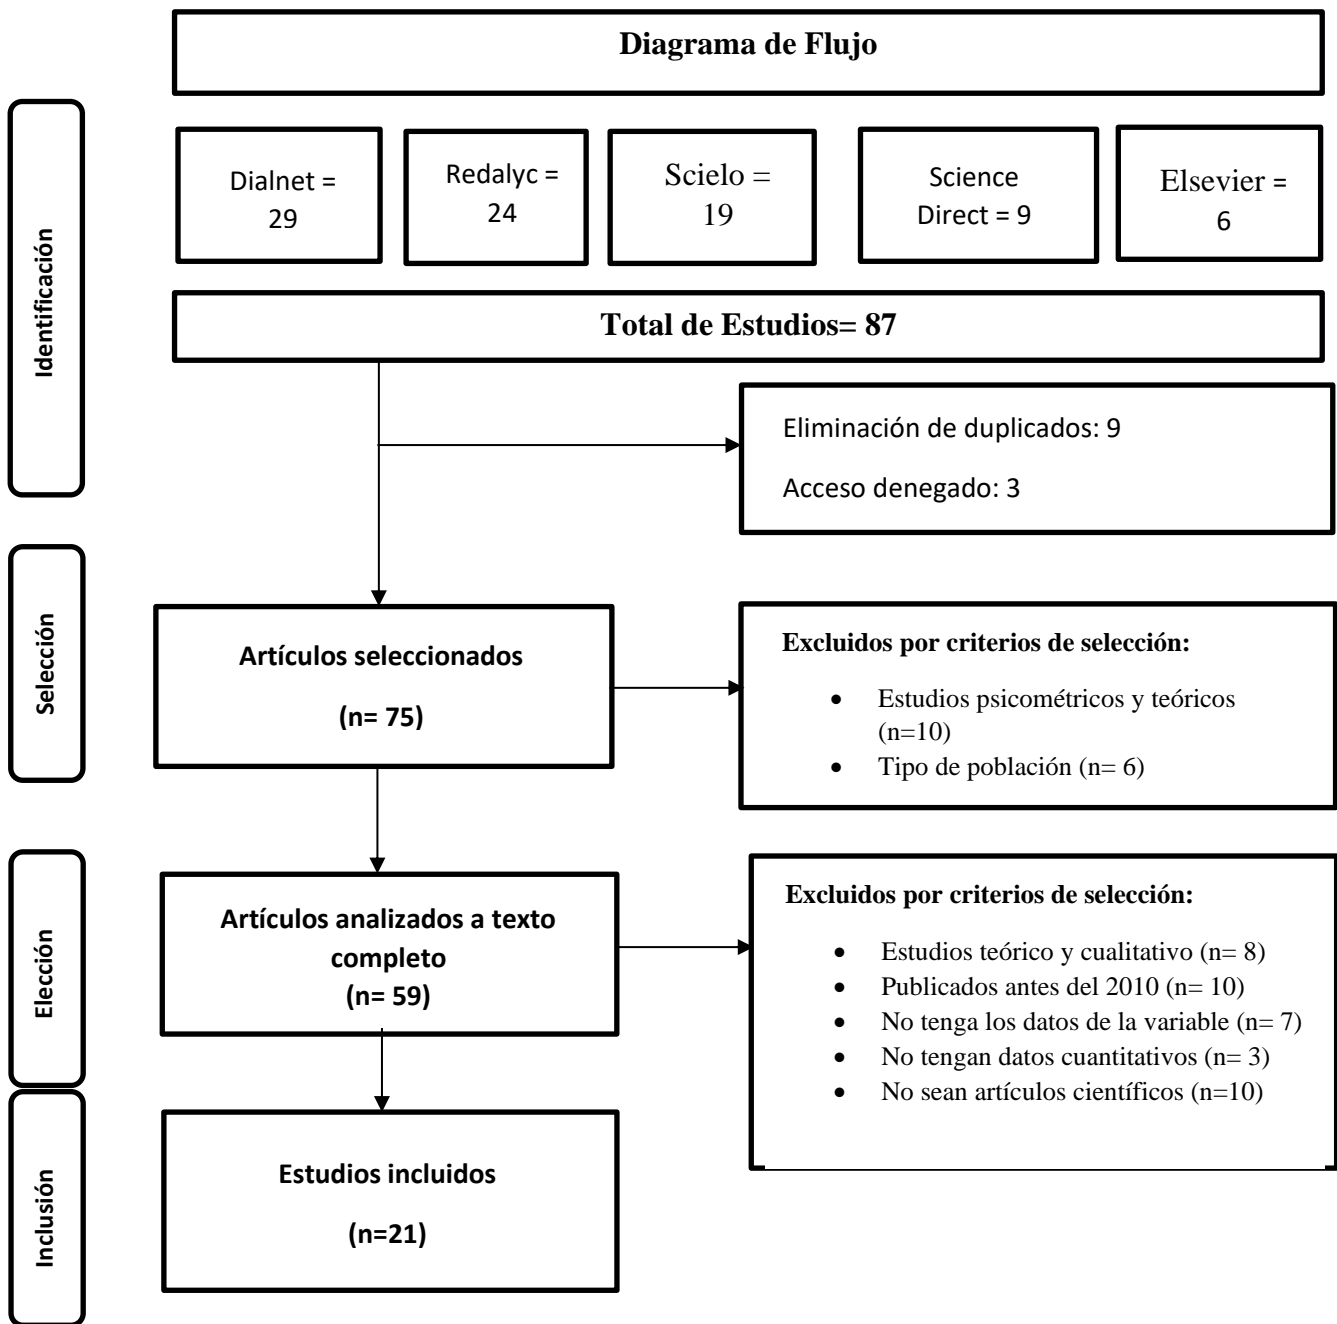 Diagrama de Flujo
Identificación
Dialnet =
29
Redalyc =
24
Scielo =
19
Science
Direct = 9
Elsevier =
6
Total de Estudios= 87
Eliminación de duplicados: 9
Acceso denegado: 3
Selección
Artículos seleccionados
(n= 75)
Excluidos por criterios de selección:
• Estudios psicométricos y teóricos
(n=10)
• Tipo de población (n= 6)
Elección
Artículos analizados a texto
completo
(n= 59)
Excluidos por criterios de selección:
• Estudios teórico y cualitativo (n= 8)
• Publicados antes del 2010 (n= 10)
• No tenga los datos de la variable (n= 7)
• No tengan datos cuantitativos (n= 3)
• No sean artículos científicos (n=10)
Inclusión
Estudios incluidos
(n=21)